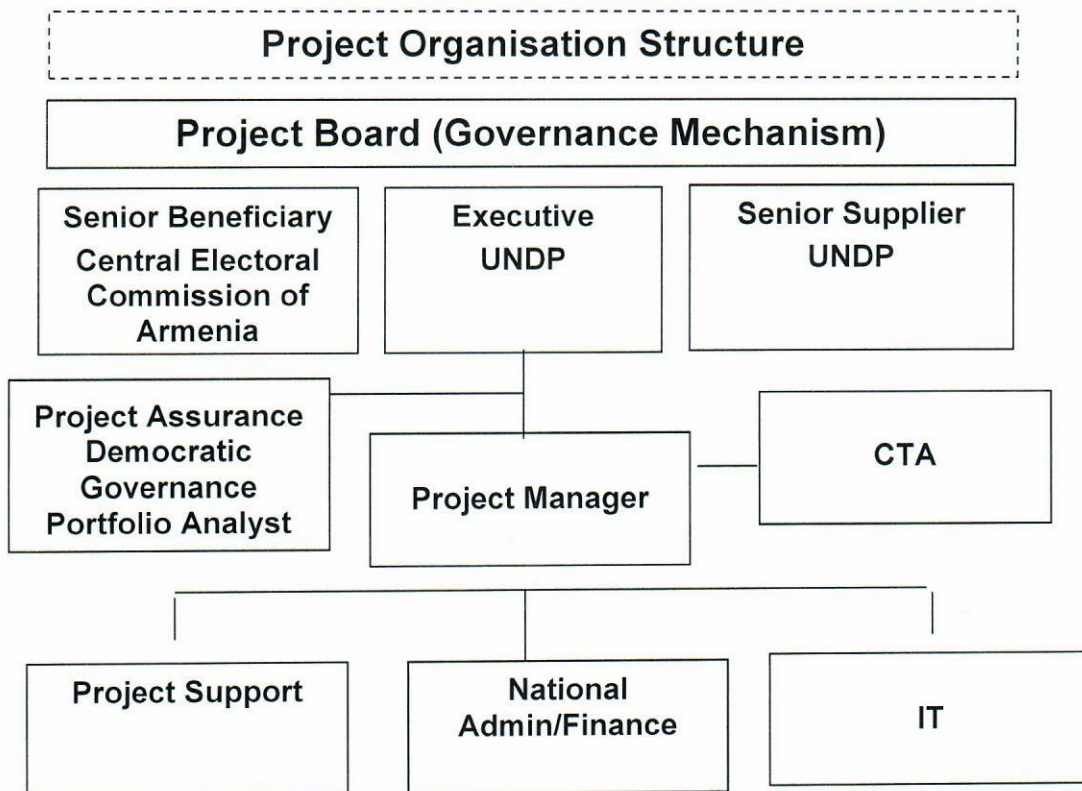 Project Organisation Structure
Project Board (Governance Mechanism)
Senior Beneficiary
Central Electoral
Commission of
Armenia
Executive
UNDP
Senior Supplier
UNDP
Project Assurance
Democratic
Governance
Portfolio Analyst
Project Manager
CTA
Project Support
National
Admin/Finance
IT